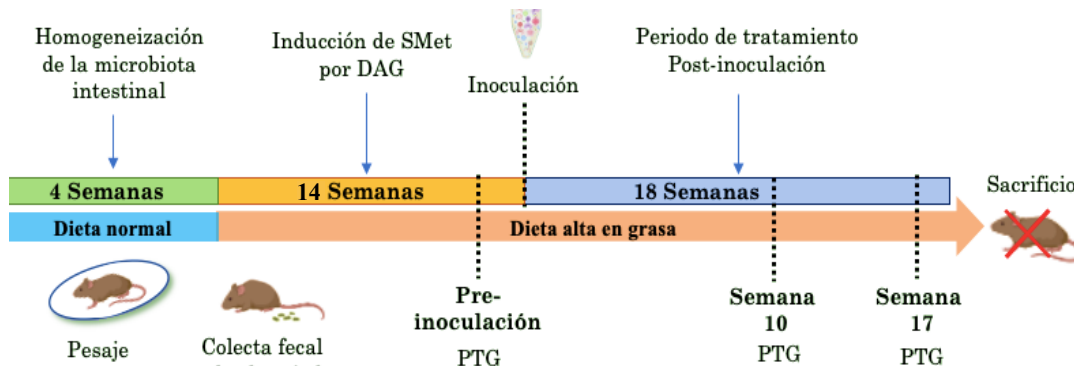 Homogeneización
de la microbiota
intestinal
Inducción de SMet
por DAG
Inoculación
Periodo de tratamiento
Post-inoculación
4 Semanas
14 Semanas
18 Semanas
Sacrificio
Dieta normal
Dieta alta en grasa
Pesaje
Colecta fecal
Pre-
inoculación
PTG
Semana
10
PTG
Semana
17
PTG